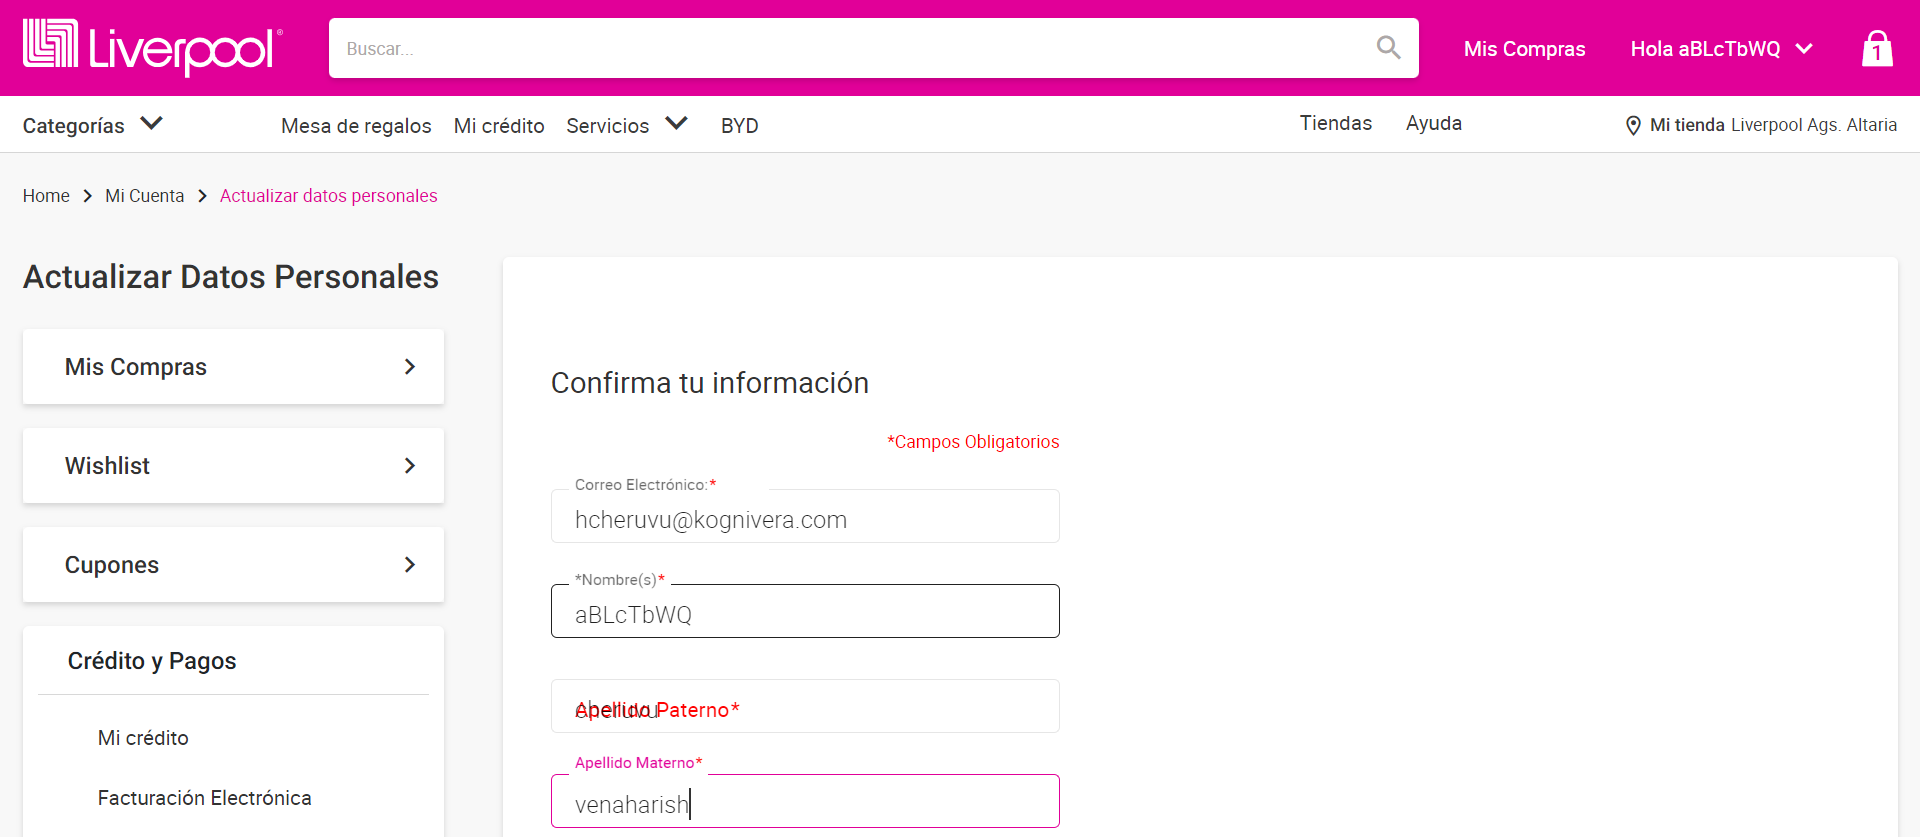 Liverpool®
Buscar...
Mis Compras
Hola aBLcTbWQ
1
Categorías
Mesa de regalos
Mi crédito
Servicios
BYD
Tiendas
Ayuda
Mi tienda Liverpool Ags. Altaria
Home
Mi Cuenta
Actualizar datos personales
Actualizar Datos Personales
Mis Compras
Wishlist
Cupones
Crédito y Pagos
Mi crédito
Facturación Electrónica
Confirma tu información
*Campos Obligatorios
Correo Electrónico:*
hcheruvu@kognivera.com
*Nombre(s)*
aBLcTbWQ
Apellido Paterno*
Apellido Materno*
venaharish